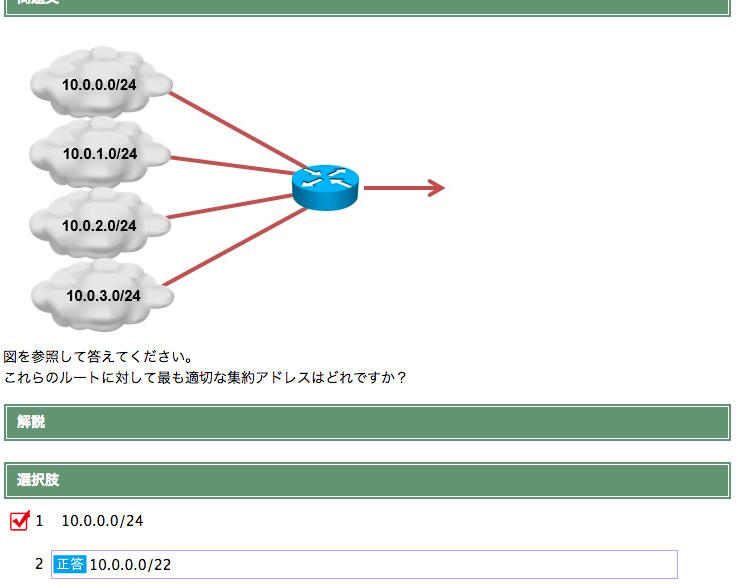 問題文
10.0.0.0/24
10.0.1.0/24
10.0.2.0/24
10.0.3.0/24
図を参照して答えてください。
これらのルートに対して最も適切な集約アドレスはどれですか？
解説
選択肢
1 10.0.0.0/24
2 正答 10.0.0.0/22